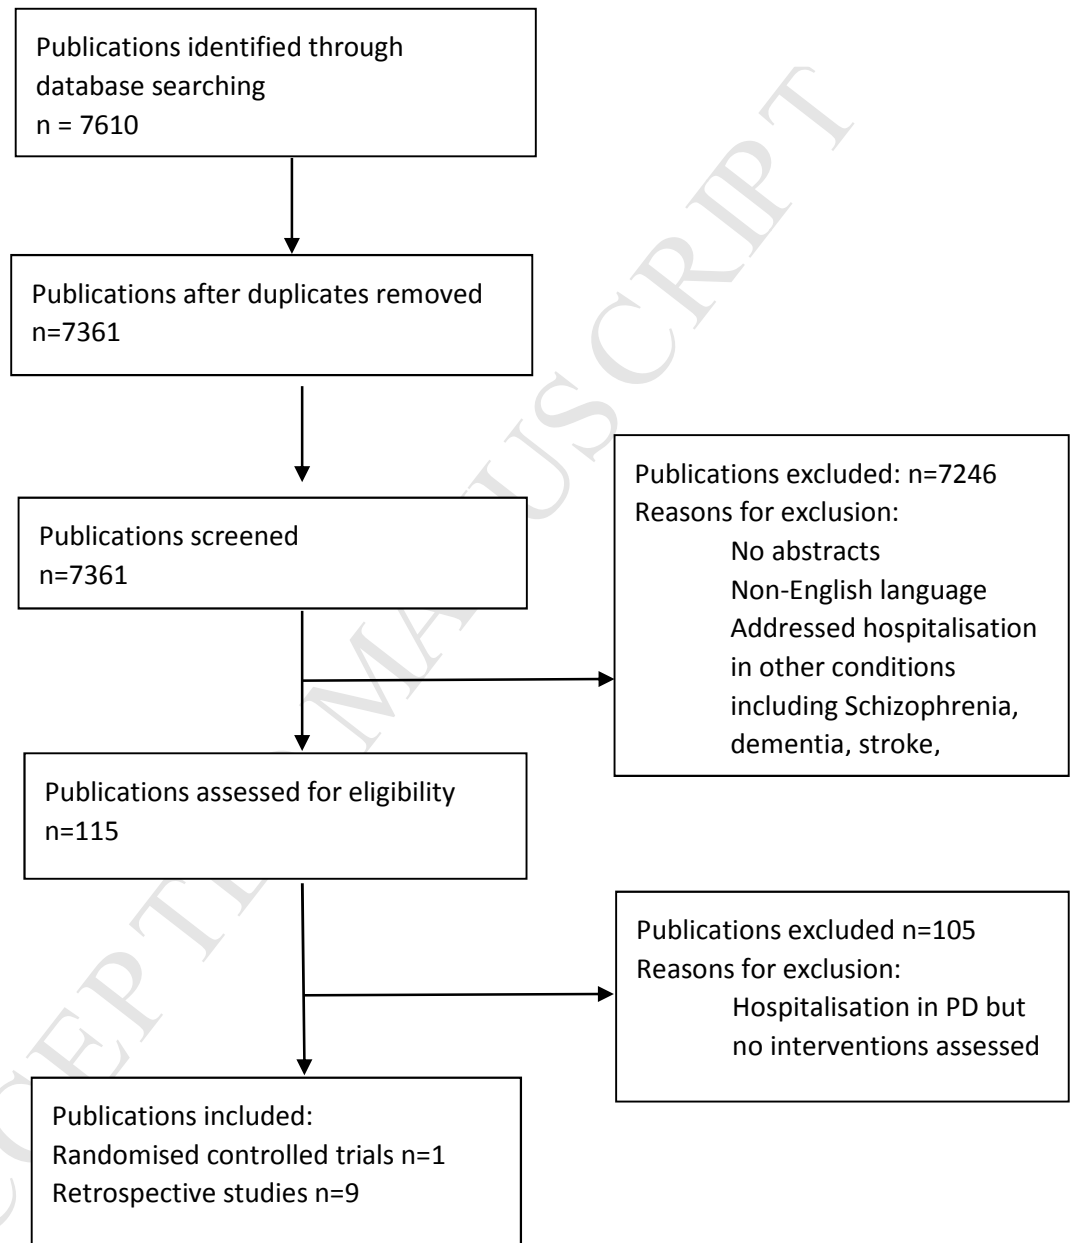 Publications identified through
database searching
n = 7610
Publications after duplicates removed
n=7361
Publications screened
n=7361
Publications excluded: n=7246
Reasons for exclusion:
No abstracts
Non-English language
Addressed hospitalisation
in other conditions
including Schizophrenia,
dementia, stroke,
Publications assessed for eligibility
n=115
Publications excluded n=105
Reasons for exclusion:
Hospitalisation in PD but
no interventions assessed
Publications included:
Randomised controlled trials n=1
Retrospective studies n=9
CCEPTED MANUSCRIPT